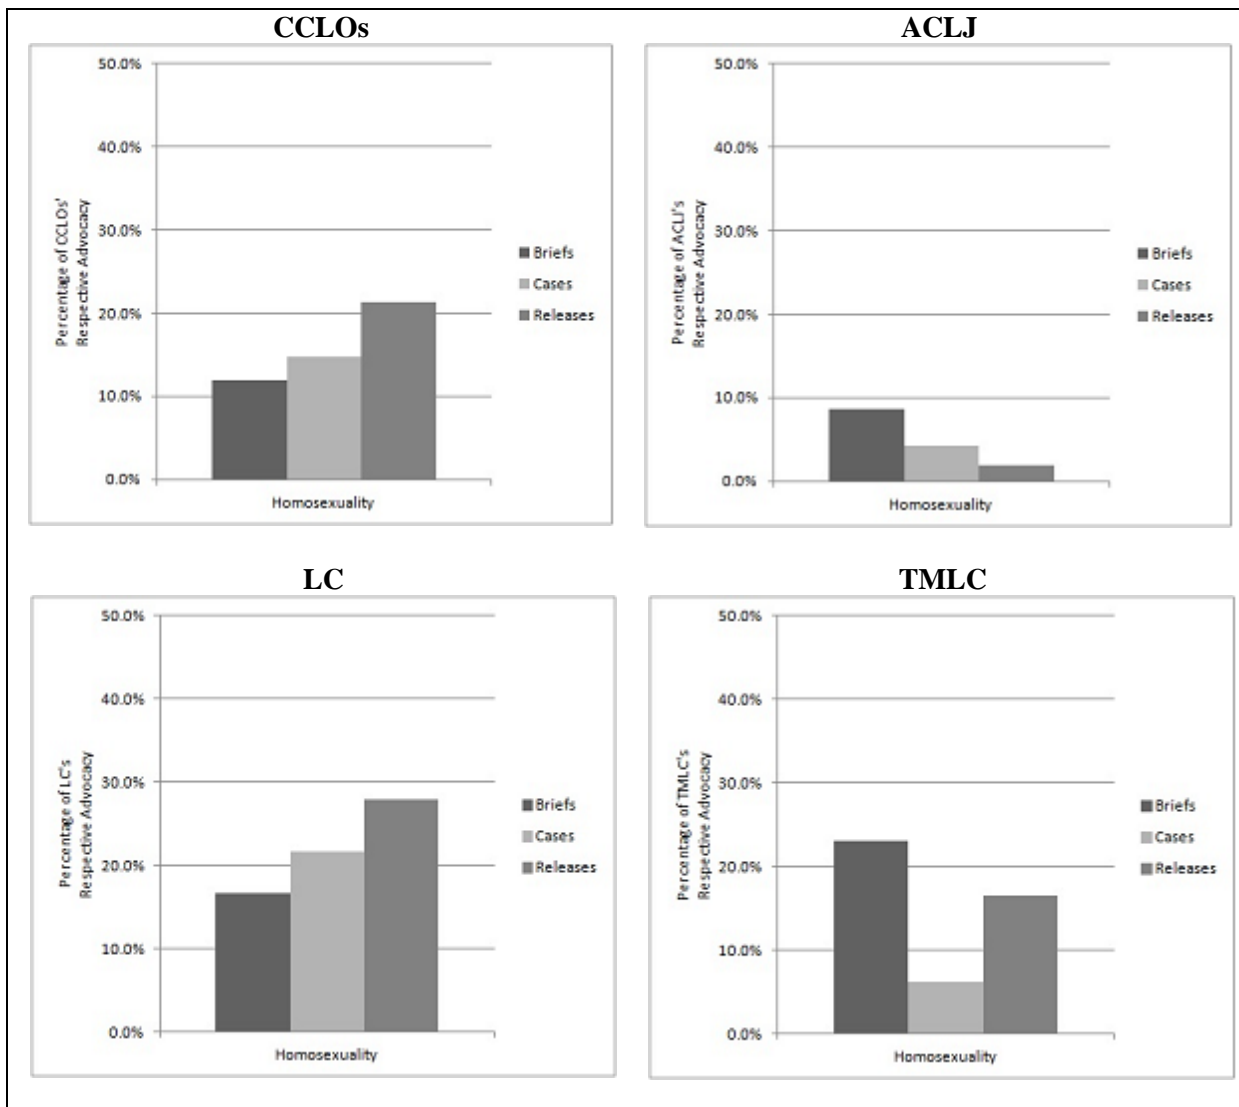 CCLOs
50.0%
40.0%
30.0%
20.0%
10.0%
0.0%
Percentage of CCLOs'
Respective Advocacy
Homosexuality
Briefs
Cases
Releases
ACLJ
50.0%
40.0%
30.0%
20.0%
10.0%
0.0%
Percentage of ACLJ's
Respective Advocacy
Homosexuality
Briefs
Cases
Releases
LC
50.0%
40.0%
30.0%
20.0%
10.0%
0.0%
Percentage of LC's
Respective Advocacy
Homosexuality
Briefs
Cases
Releases
TMLC
50.0%
40.0%
30.0%
20.0%
10.0%
0.0%
Percentage of TMLC's
Respective Advocacy
Homosexuality
Briefs
Cases
Releases